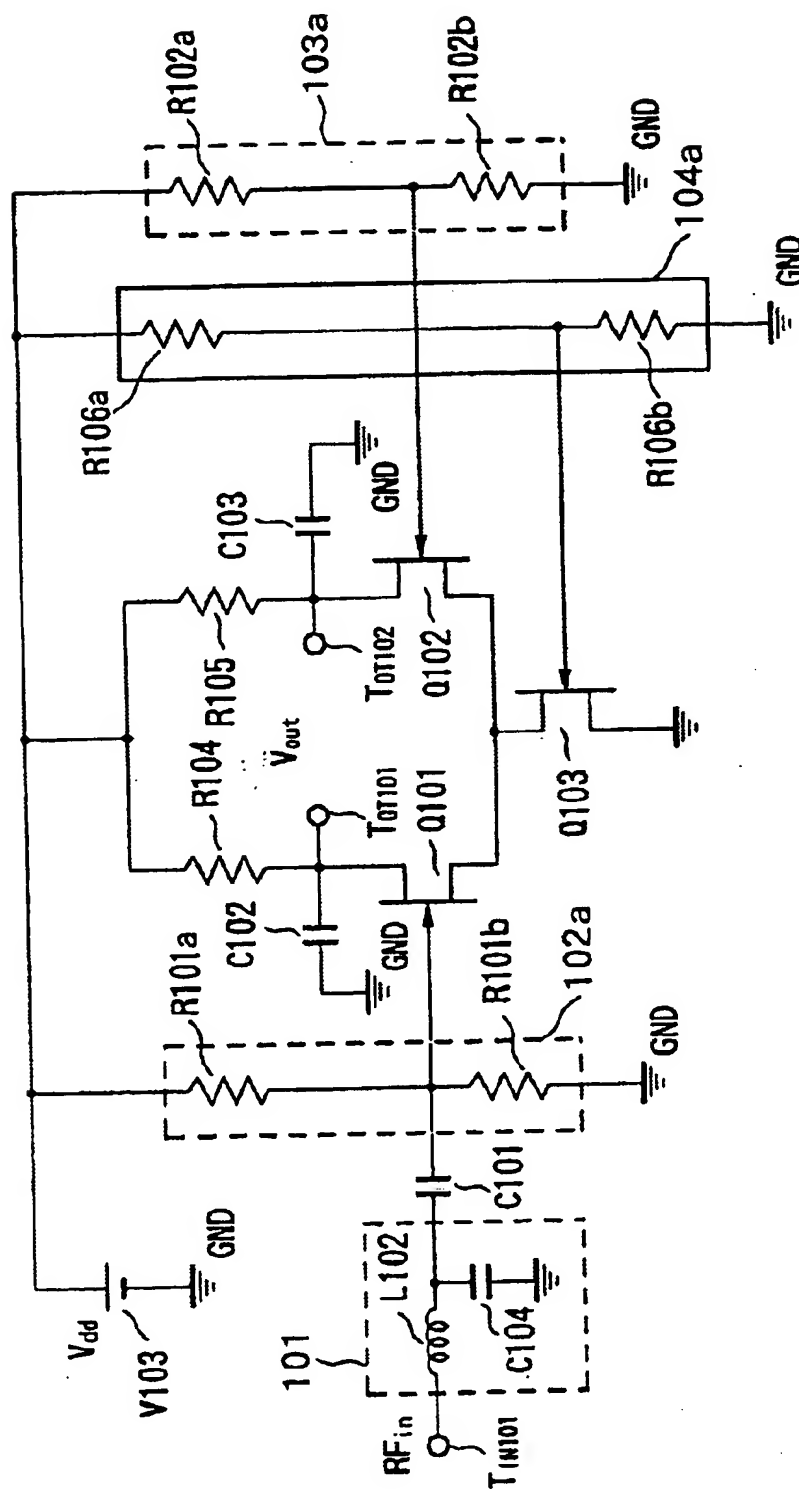 Vdd
V103
GND
101
RFin
TIN101
L102
C104
GND
C101
R101a
R101b
102a
GND
C102
GND
R104
R105
Vout
TOT101
TOT102
Q101
Q102
Q103
C103
GND
R106a
R106b
104a
GND
R102a
103a
R102b
GND